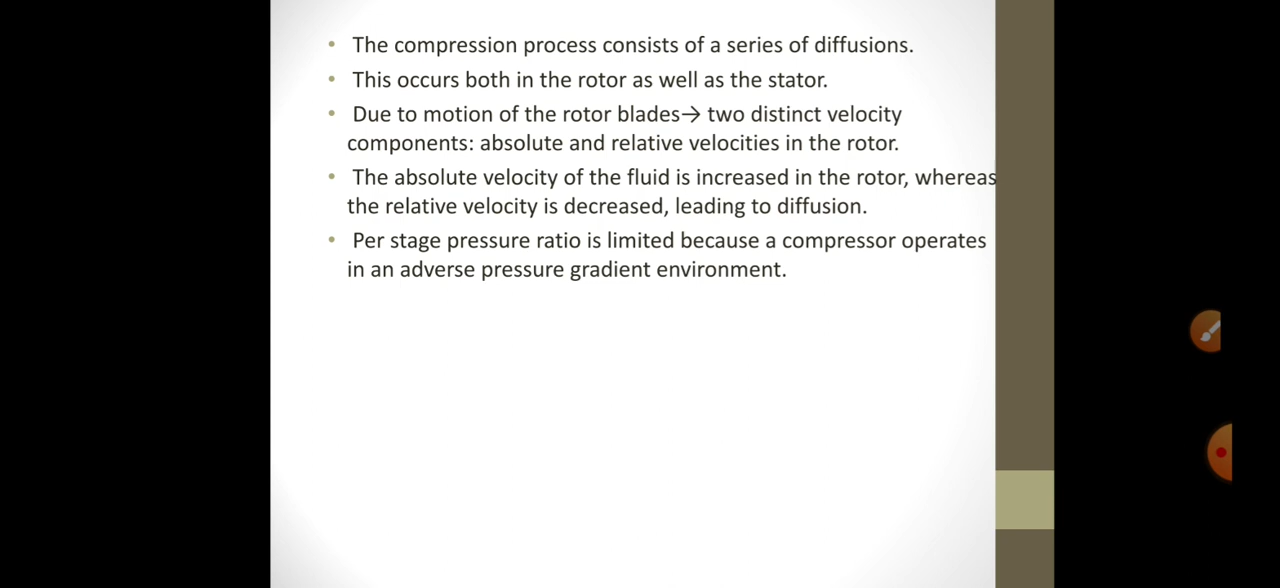 • The compression process consists of a series of diffusions.
• This occurs both in the rotor as well as the stator.
• Due to motion of the rotor blades→ two distinct velocity
components: absolute and relative velocities in the rotor.
• The absolute velocity of the fluid is increased in the rotor, whereas
the relative velocity is decreased, leading to diffusion.
• Per stage pressure ratio is limited because a compressor operates
in an adverse pressure gradient environment.